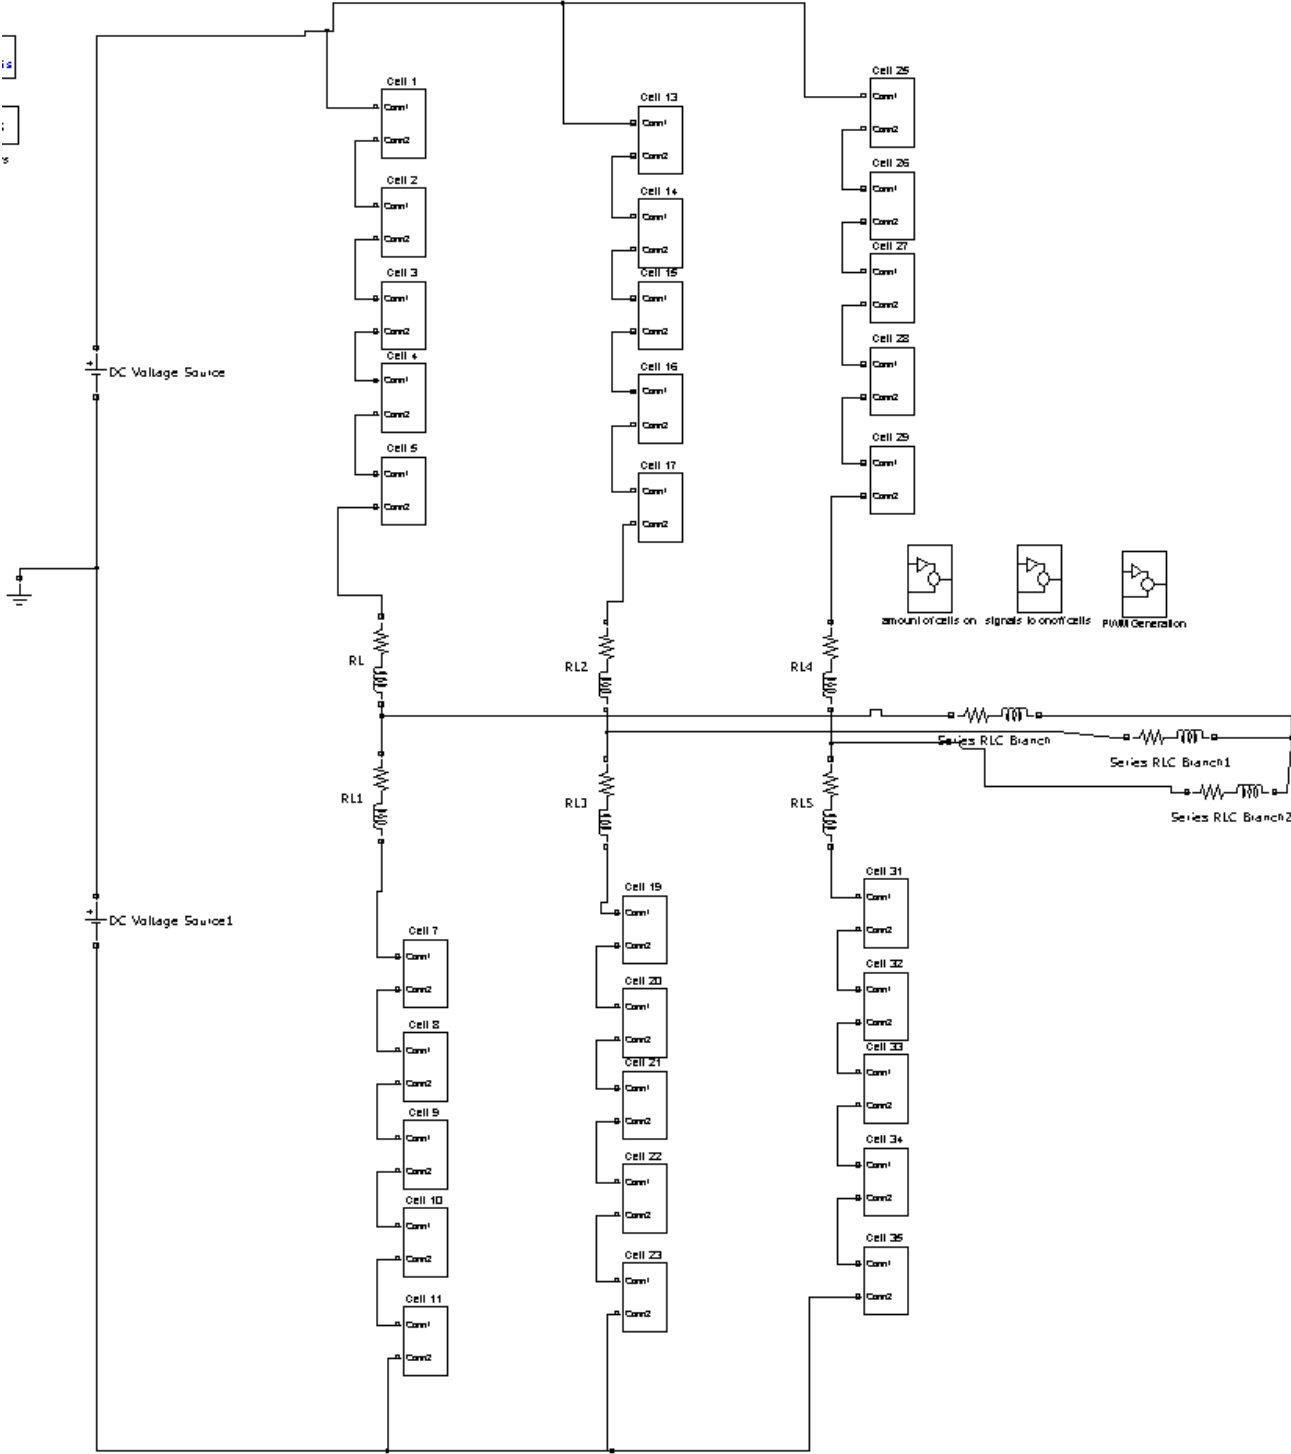 is
Cell 1
Conn1
Conn2
Cell 2
Conn1
Conn2
Cell 3
Conn1
Conn2
Cell 4
Conn1
Conn2
Cell 5
Conn1
Conn2
Cell 13
Conn1
Conn2
Cell 14
Conn1
Conn2
Cell 15
Conn1
Conn2
Cell 16
Conn1
Conn2
Cell 17
Conn1
Conn2
Cell 25
Conn1
Conn2
Cell 26
Conn1
Conn2
Cell 27
Conn1
Conn2
Cell 28
Conn1
Conn2
Cell 29
Conn1
Conn2
DC Voltage Source
amount of cells on
signals to on off cells
PWM Generation
RL
RL2
RL4
Series RLC Branch
Series RLC Branch1
Series RLC Branch2
RL1
RL3
RL5
DC Voltage Source1
Cell 7
Conn1
Conn2
Cell 8
Conn1
Conn2
Cell 9
Conn1
Conn2
Cell 10
Conn1
Conn2
Cell 11
Conn1
Conn2
Cell 19
Conn1
Conn2
Cell 20
Conn1
Conn2
Cell 21
Conn1
Conn2
Cell 22
Conn1
Conn2
Cell 23
Conn1
Conn2
Cell 31
Conn1
Conn2
Cell 32
Conn1
Conn2
Cell 33
Conn1
Conn2
Cell 34
Conn1
Conn2
Cell 35
Conn1
Conn2